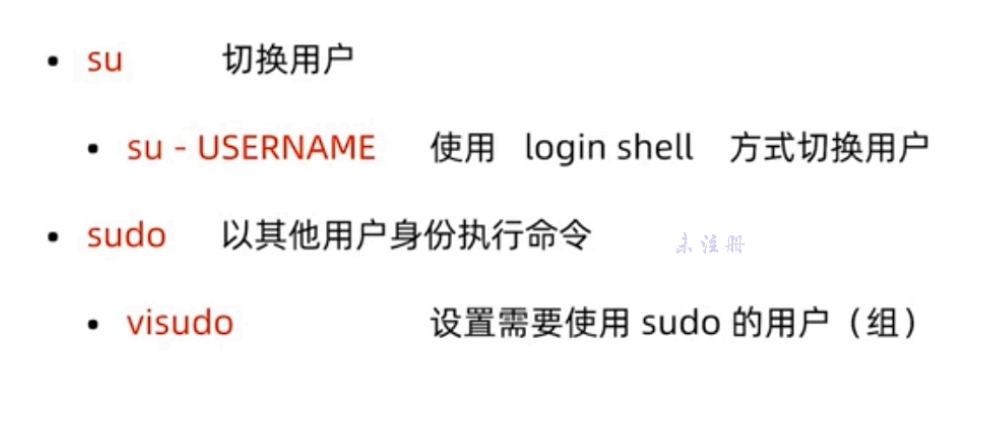 • su 切换用户
• su - USERNAME 使用 login shell 方式切换用户
• sudo 以其他用户身份执行命令
未注册
• visudo 设置需要使用 sudo 的用户（组）